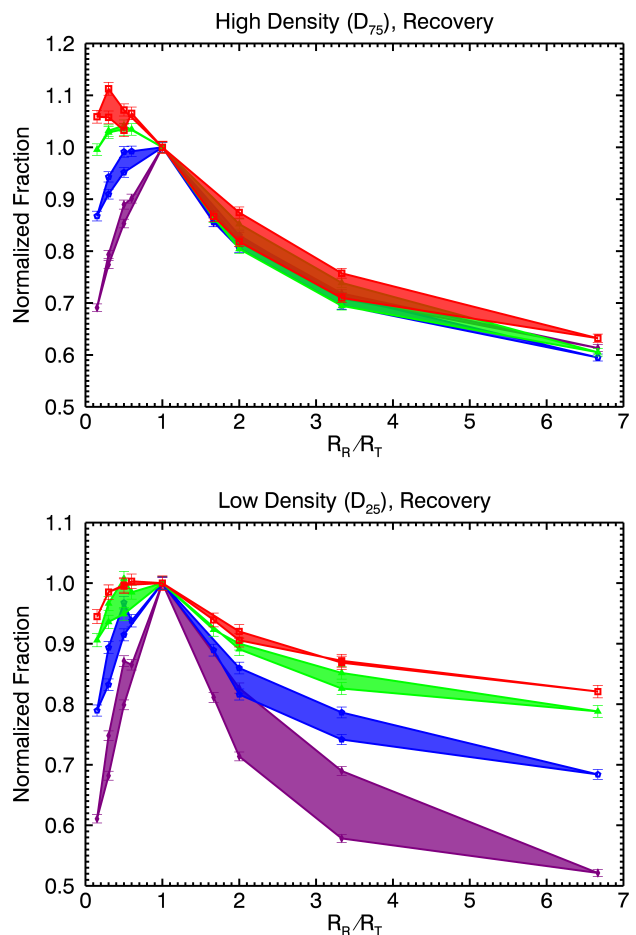 High Density (D75), Recovery
1.2
1.1
1.0
0.9
0.8
0.7
0.6
0.5
Normalized Fraction
0 1 2 3 4 5 6 7
RR/RT
Low Density (D25), Recovery
1.1
1.0
0.9
0.8
0.7
0.6
0.5
Normalized Fraction
0 1 2 3 4 5 6 7
RR/RT